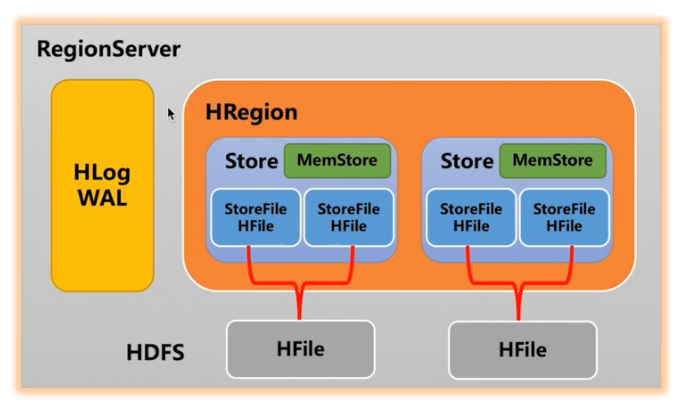 RegionServer
HLog
WAL
HRegion
Store
MemStore
StoreFile
HFile
StoreFile
HFile
Store
MemStore
StoreFile
HFile
StoreFile
HFile
HDFS
HFile
HFile